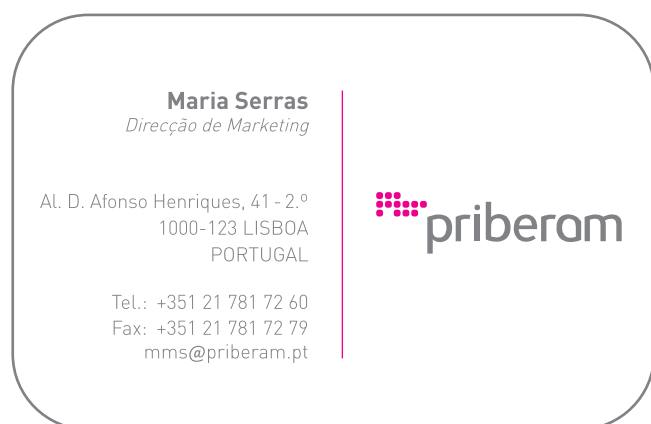 Maria Serras
Direcção de Marketing
Al. D. Afonso Henriques, 41 - 2.º
1000-123 LISBOA
PORTUGAL
Tel.: +351 21 781 72 60
Fax: +351 21 781 72 79
mms@priberam.pt
priberam